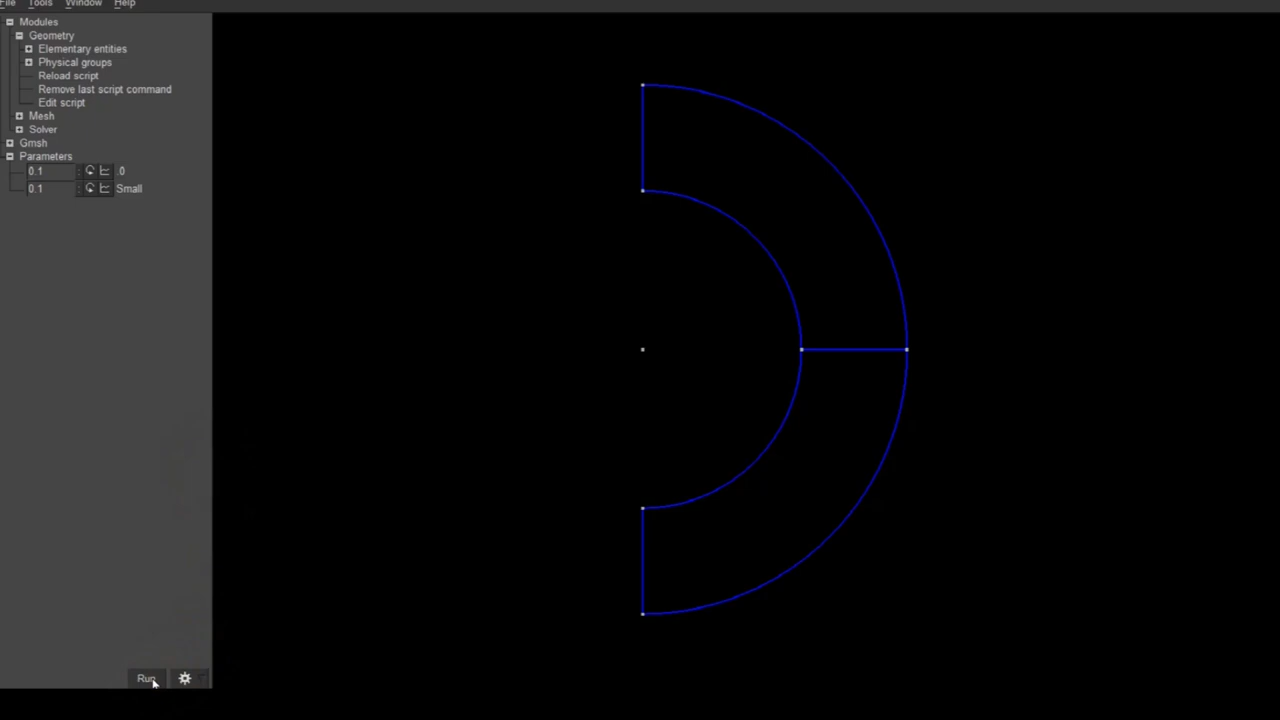 File Tools Window Help
Modules
Geometry
Elementary entities
Physical groups
Reload script
Remove last script command
Edit script
Mesh
Solver
Gmsh
Parameters
0.1 .0
0.1 Small
Run